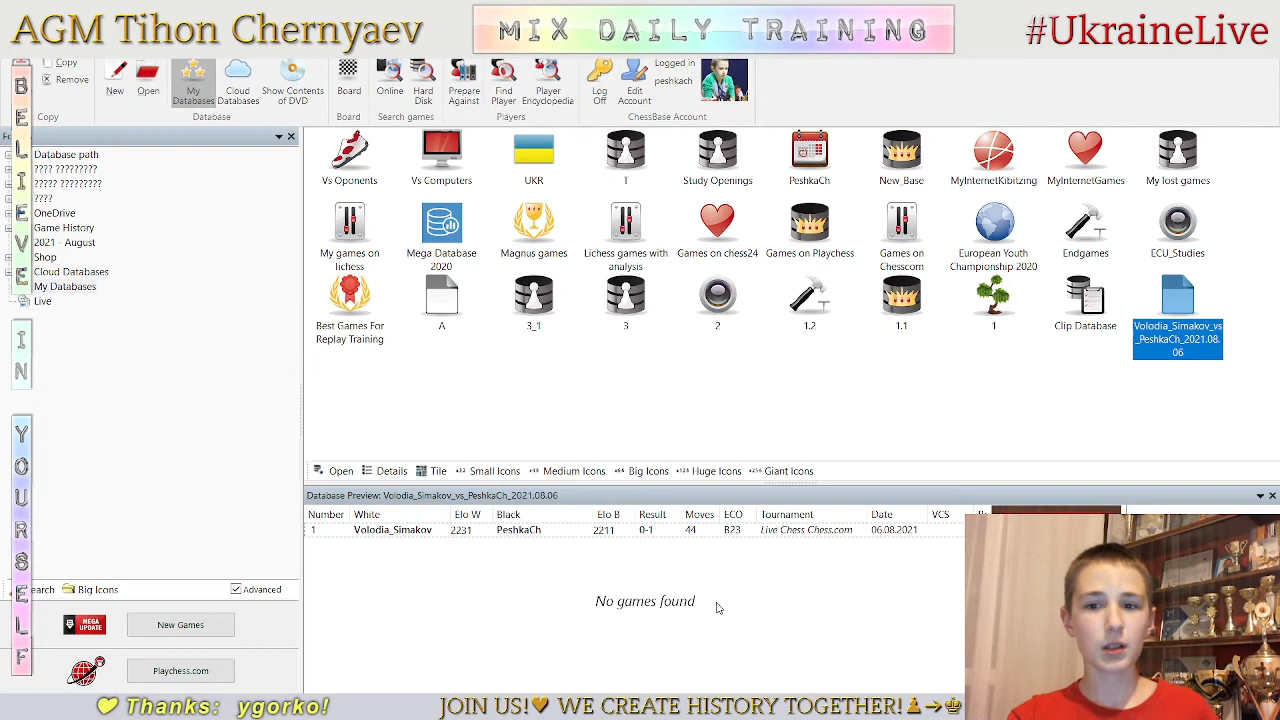 AGM Tihon Chernyaev
MIX DAILY TRAINING
#UkraineLive
BELIEVE
IN
YOURSELF
Copy
Remove
Copy
New
Open
My Databases
Cloud Databases
Show Contents of DVD
Database
Board
Board
Online
Hard Disk
Search games
Prepare Against
Find Player
Player Encyclopedia
Players
Log Off
Edit Account
Logged in
peshkach
ChessBase Account
Database path
???? ?????????
????? ?????????
????
OneDrive
Game History
2021 - August
Shop
Cloud Databases
My Databases
Live
Vs Oponents
Vs Computers
UKR
T
Study Openings
PeshkaCh
New_Base
MyInternetKibitzing
MyInternetGames
My lost games
My games on lichess
Mega Database 2020
Magnus games
Lichess games with analysis
Games on chess24
Games on Playchess
Games on Chesscom
European Youth Championship 2020
Endgames
ECU_Studies
Best Games For Replay Training
A
3_1
3
2
1.2
1.1
1
Clip Database
Volodia_Simakov_vs_PeshkaCh_2021.08.06
Open Details Tile Small Icons Medium Icons Big Icons Huge Icons Giant Icons
Database Preview: Volodia_Simakov_vs_PeshkaCh_2021.08.06
Number White Elo W Black Elo B Result Moves ECO Tournament Date VCS
1 Volodia_Simakov 2231 PeshkaCh 2211 0-1 44 B23 Live Chess Chess.com 06.08.2021
No games found
Big Icons
Advanced
MEGA UPDATE
New Games
Playchess.com
Thanks: ygorko!
JOIN US! WE CREATE HISTORY TOGETHER!